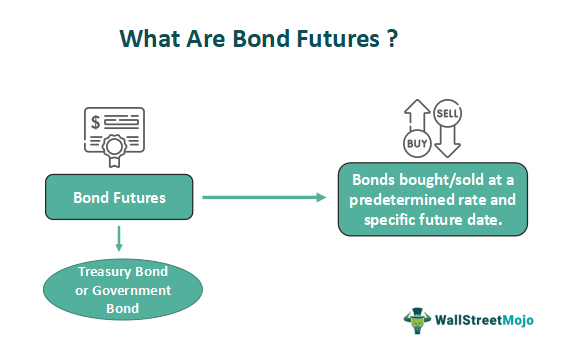 What Are Bond Futures ?
$
SELL
BUY
Bond Futures
Bonds bought/sold at a
predetermined rate and
specific future date.
Treasury Bond
or Government
Bond
WallStreetMojo